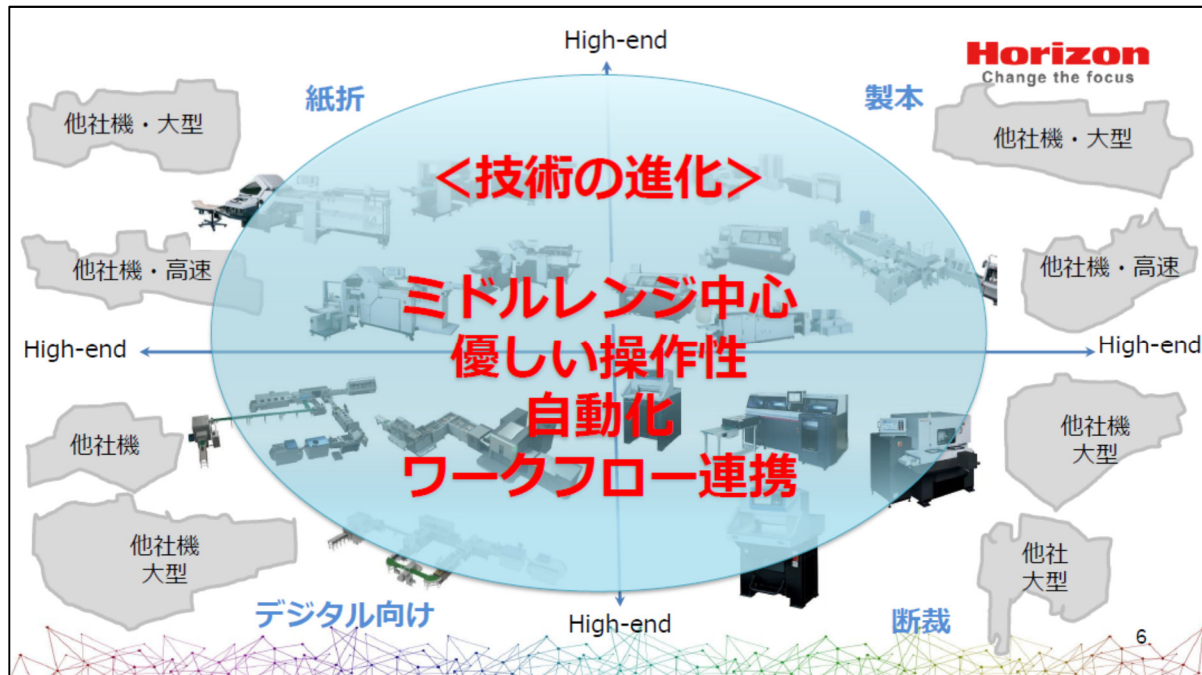 High-end
Horizon
Change the focus
紙折
製本
他社機・大型
他社機・大型
<技術の進化>
他社機・高速
他社機・高速
ミドルレンジ中心
High-end
High-end
優しい操作性
自動化
他社機
他社機
大型
ワークフロー連携
他社機
大型
他社
大型
デジタル向け
High-end
断裁
6.